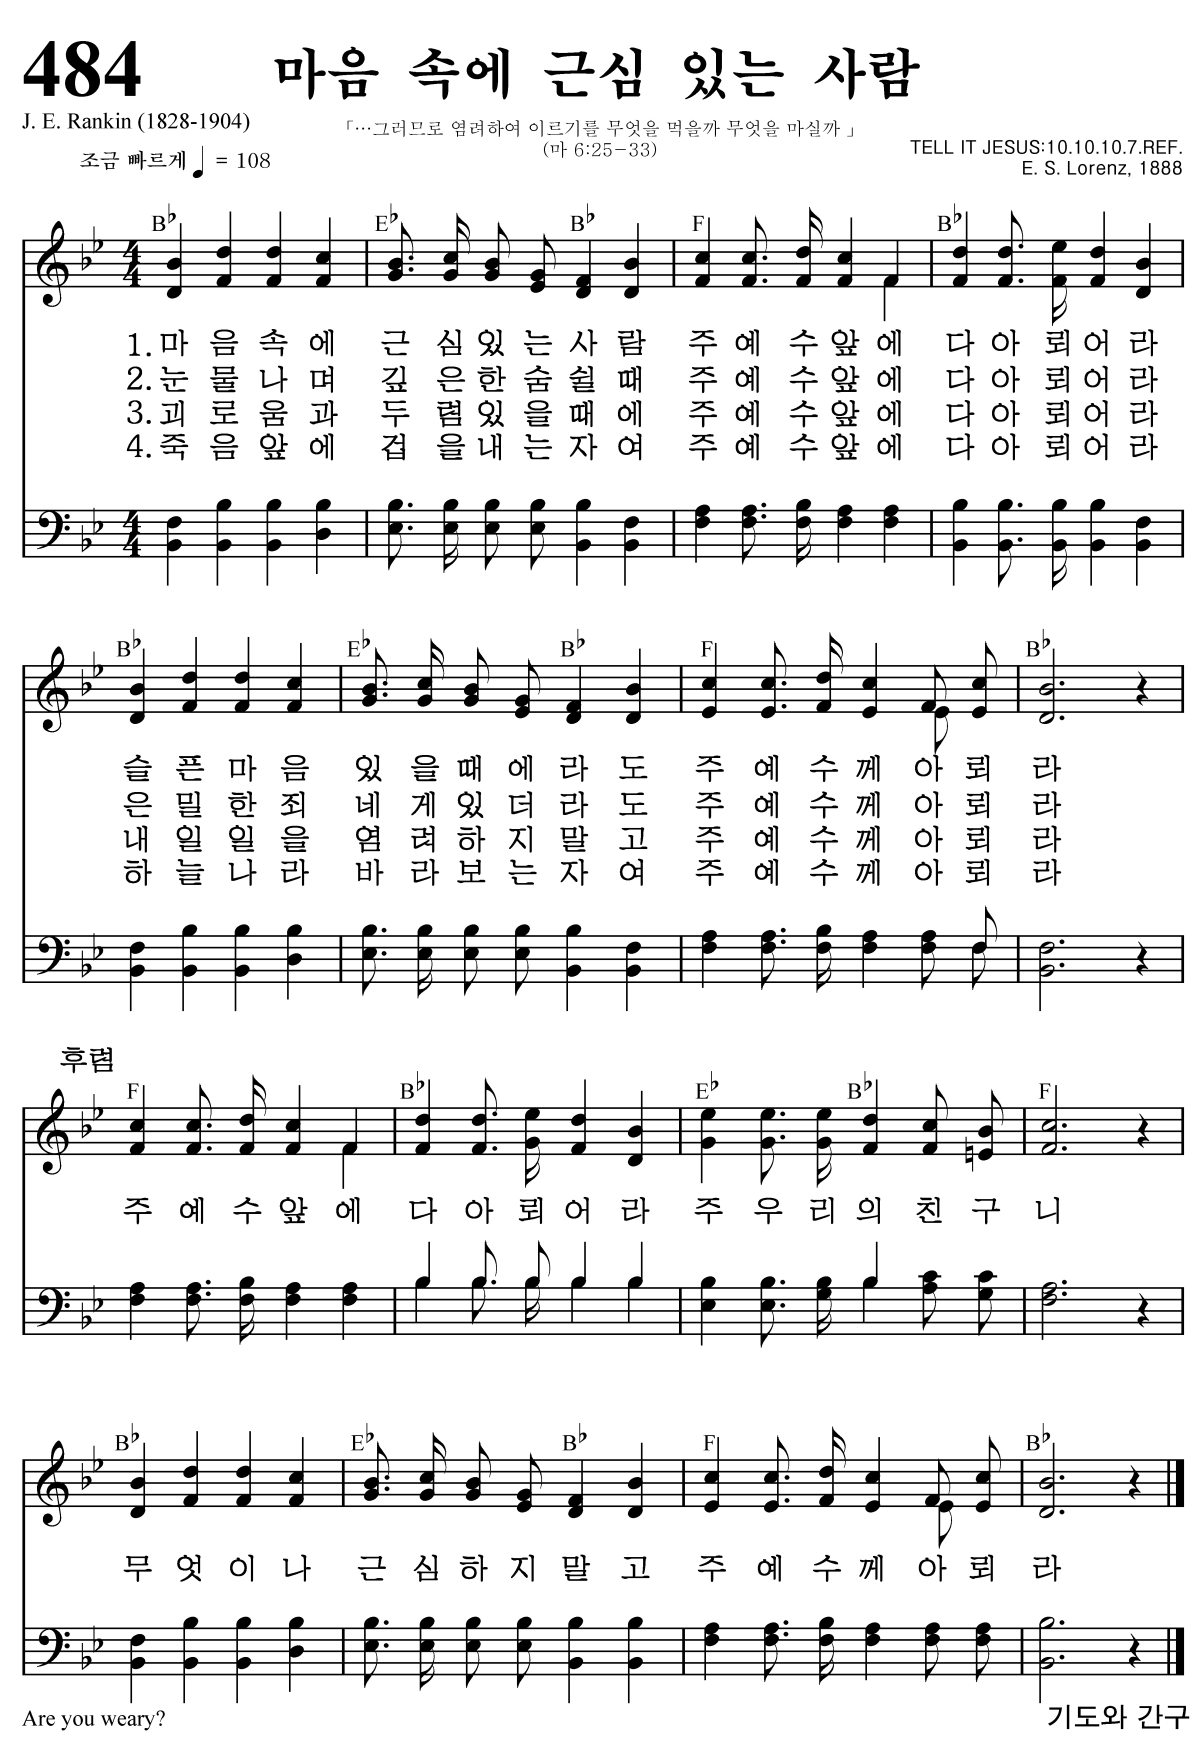 484 마음 속에 근심 있는 사람
J. E. Rankin (1828-1904)
「…그러므로 염려하여 이르기를 무엇을 먹을까 무엇을 마실까 」
(마 6:25-33)
조금 빠르게 ♩ = 108
TELL IT JESUS:10.10.10.7.REF.
E. S. Lorenz, 1888
B♭ E♭ B♭ F B♭
1. 마 음 속 에 근 심 있 는 사 람 주 예 수 앞 에 다 아 뢰 어 라
2. 눈 물 나 며 깊 은 한 숨 쉴 때 주 예 수 앞 에 다 아 뢰 어 라
3. 괴 로 움 과 두 렴 있 을 때 에 주 예 수 앞 에 다 아 뢰 어 라
4. 죽 음 앞 에 겁 을 내 는 자 여 주 예 수 앞 에 다 아 뢰 어 라
B♭ E♭ B♭ F B♭
슬 픈 마 음 있 을 때 에 라 도 주 예 수 께 아 뢰 라
은 밀 한 죄 네 게 있 더 라 도 주 예 수 께 아 뢰 라
내 일 일 을 염 려 하 지 말 고 주 예 수 께 아 뢰 라
하 늘 나 라 바 라 보 는 자 여 주 예 수 께 아 뢰 라
후렴
F B♭ E♭ B♭ F
주 예 수 앞 에 다 아 뢰 어 라 주 우 리 의 친 구 니
B♭ E♭ B♭ F B♭
무 엇 이 나 근 심 하 지 말 고 주 예 수 께 아 뢰 라
Are you weary?
기도와 간구